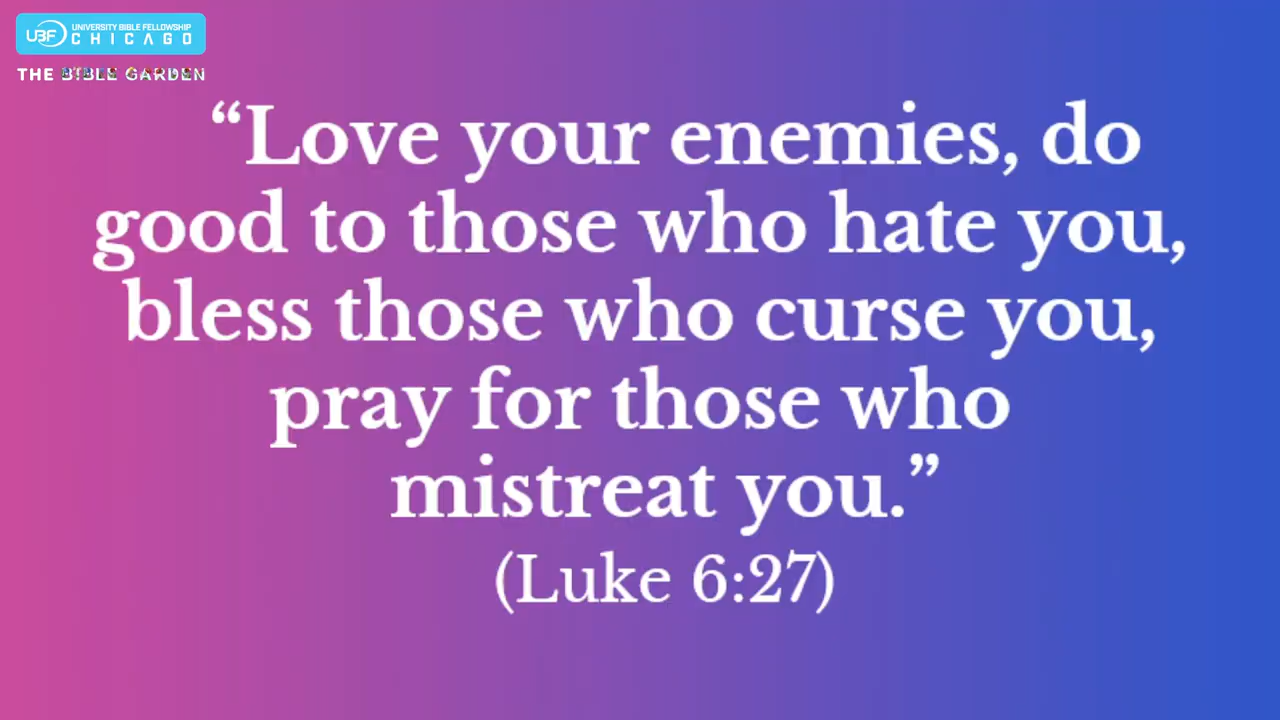 UBF UNIVERSITY BIBLE FELLOWSHIP
CHICAGO
THE BIBLE GARDEN
“Love your enemies, do
good to those who hate you,
bless those who curse you,
pray for those who
mistreat you.”
(Luke 6:27)